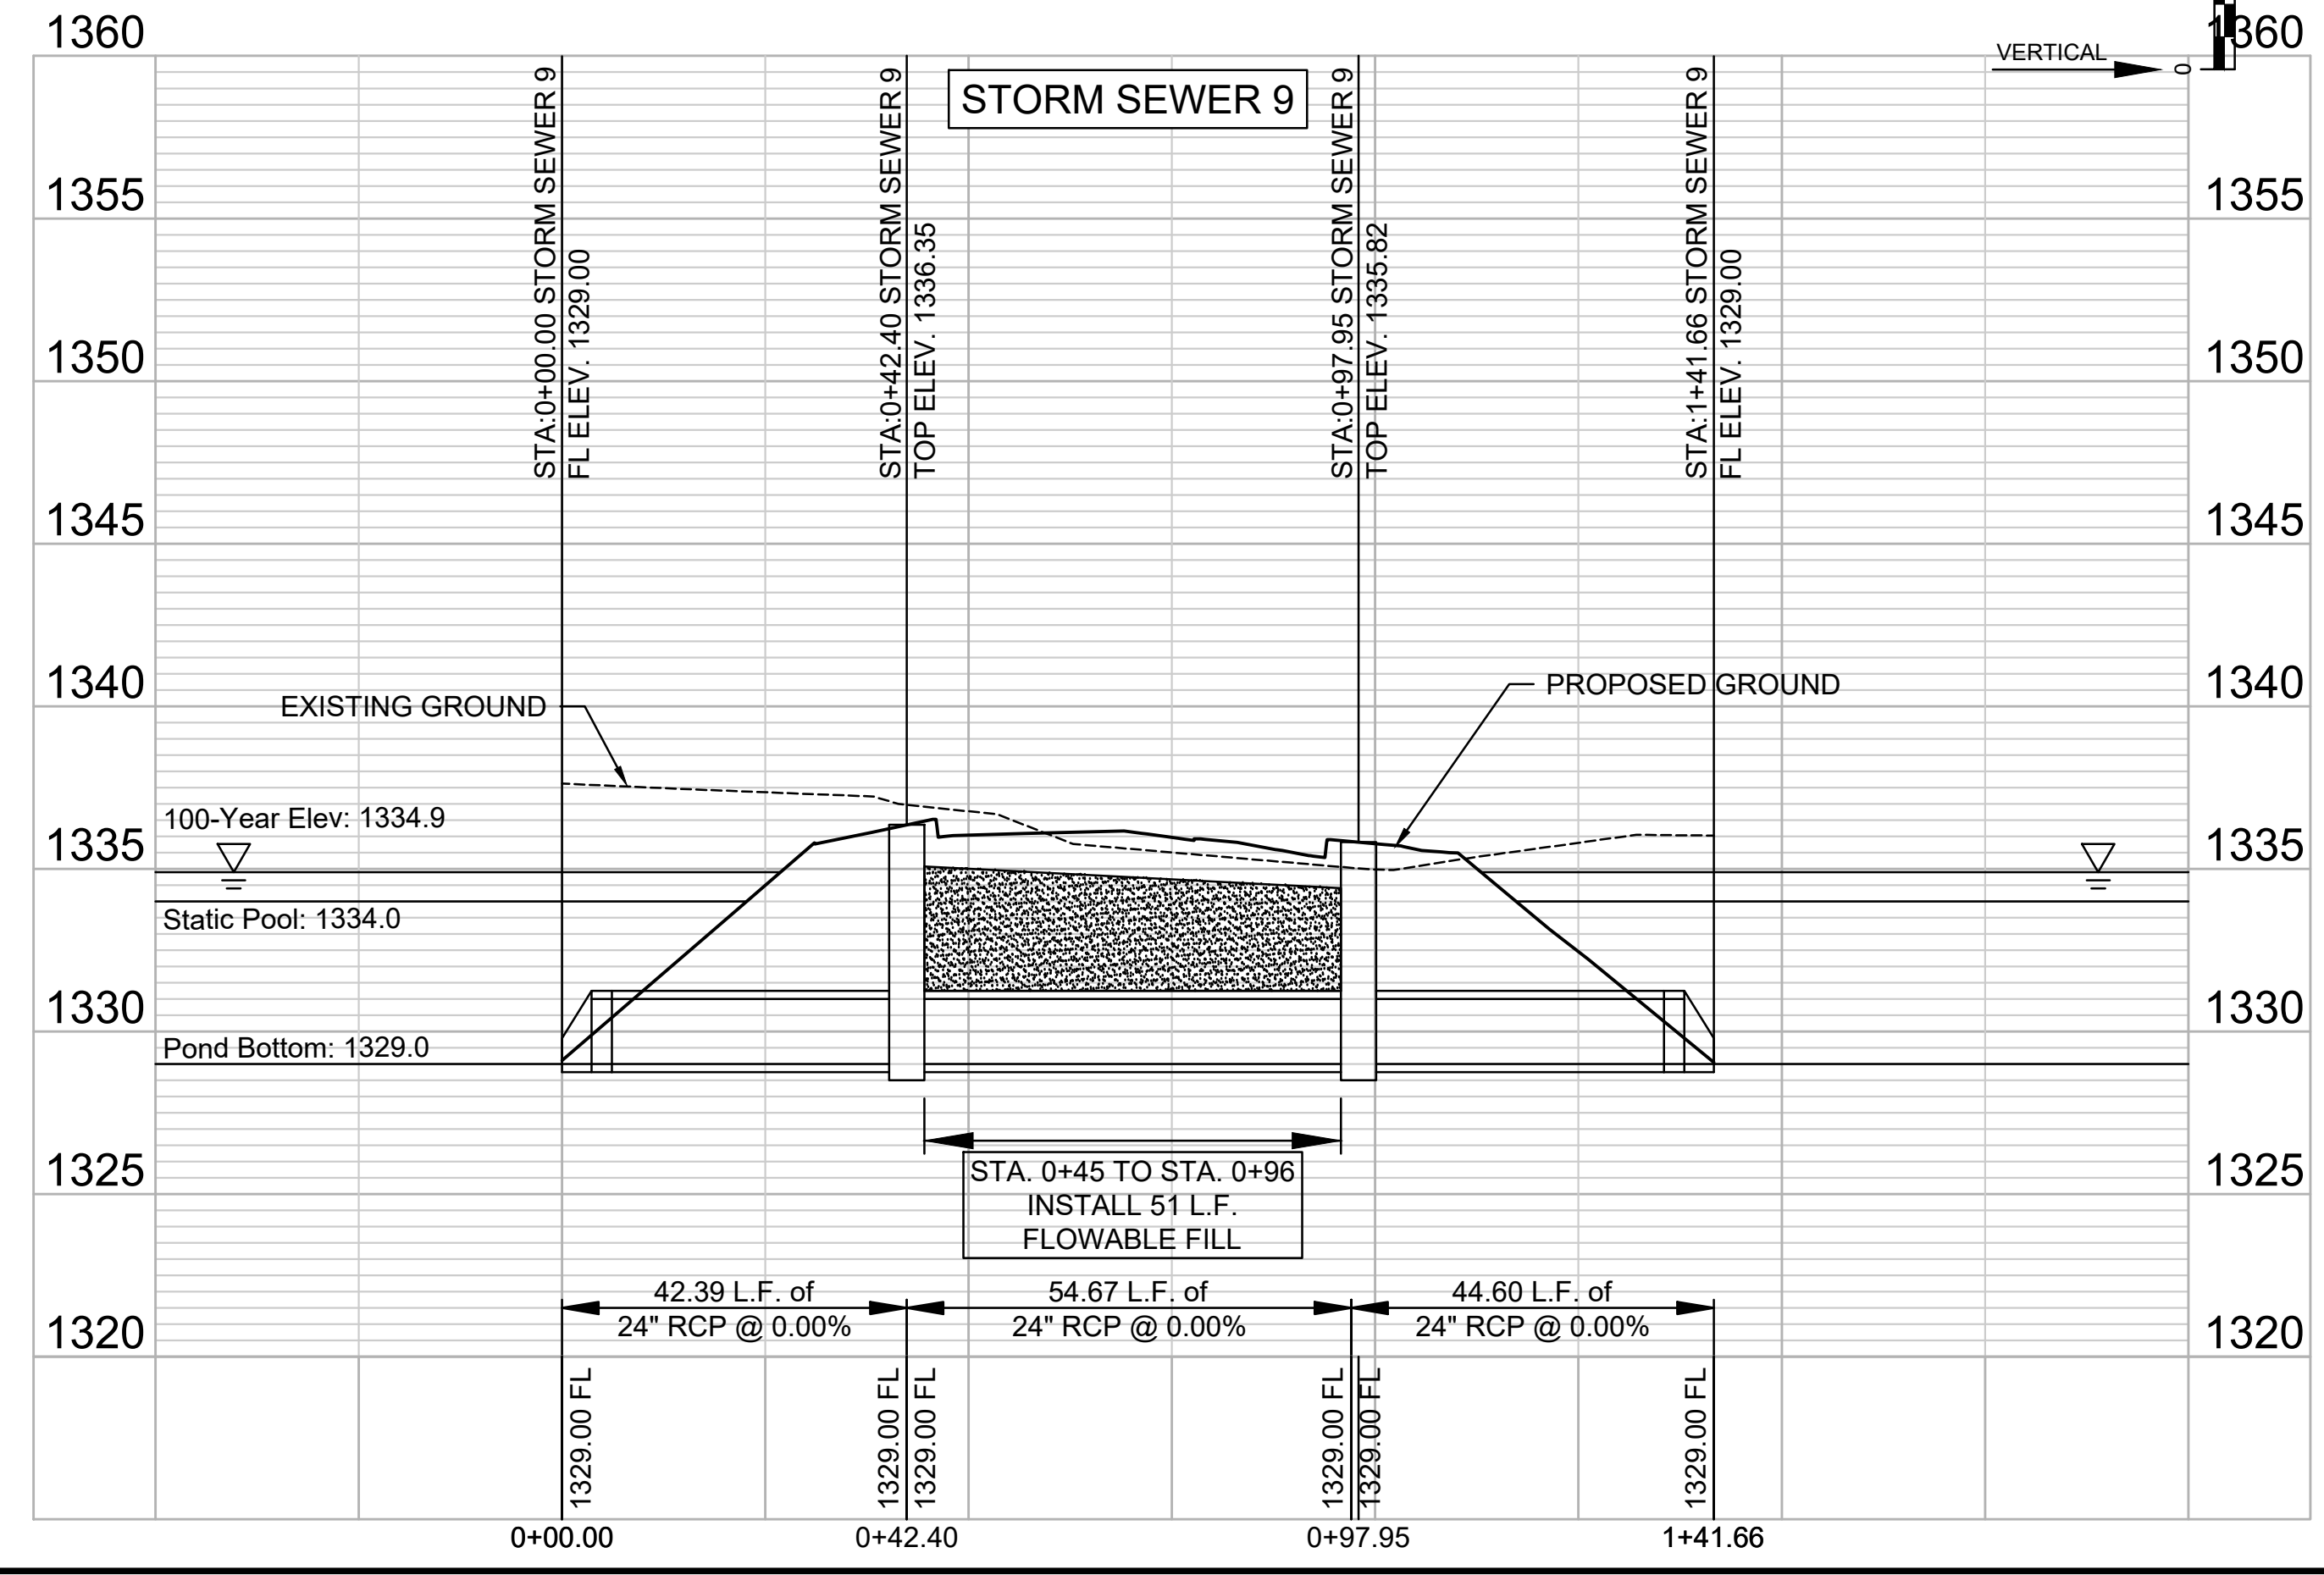 1360
1360
VERTICAL
0
STORM SEWER 9
STA:0+00.00 STORM SEWER 9
FL ELEV. 1329.00
STA:0+42.40 STORM SEWER 9
TOP ELEV. 1336.35
STA:0+97.95 STORM SEWER 9
TOP ELEV. 1335.82
STA:1+41.66 STORM SEWER 9
FL ELEV. 1329.00
1355
1355
1350
1350
1345
1345
1340
1340
EXISTING GROUND
PROPOSED GROUND
100-Year Elev: 1334.9
1335
1335
Static Pool: 1334.0
1330
1330
Pond Bottom: 1329.0
1325
1325
STA. 0+45 TO STA. 0+96
INSTALL 51 L.F.
FLOWABLE FILL
42.39 L.F. of
24" RCP @ 0.00%
54.67 L.F. of
24" RCP @ 0.00%
44.60 L.F. of
24" RCP @ 0.00%
1320
1320
1329.00 FL
1329.00 FL
1329.00 FL
1329.00 FL
1329.00 FL
1329.00 FL
0+00.00
0+42.40
0+97.95
1+41.66